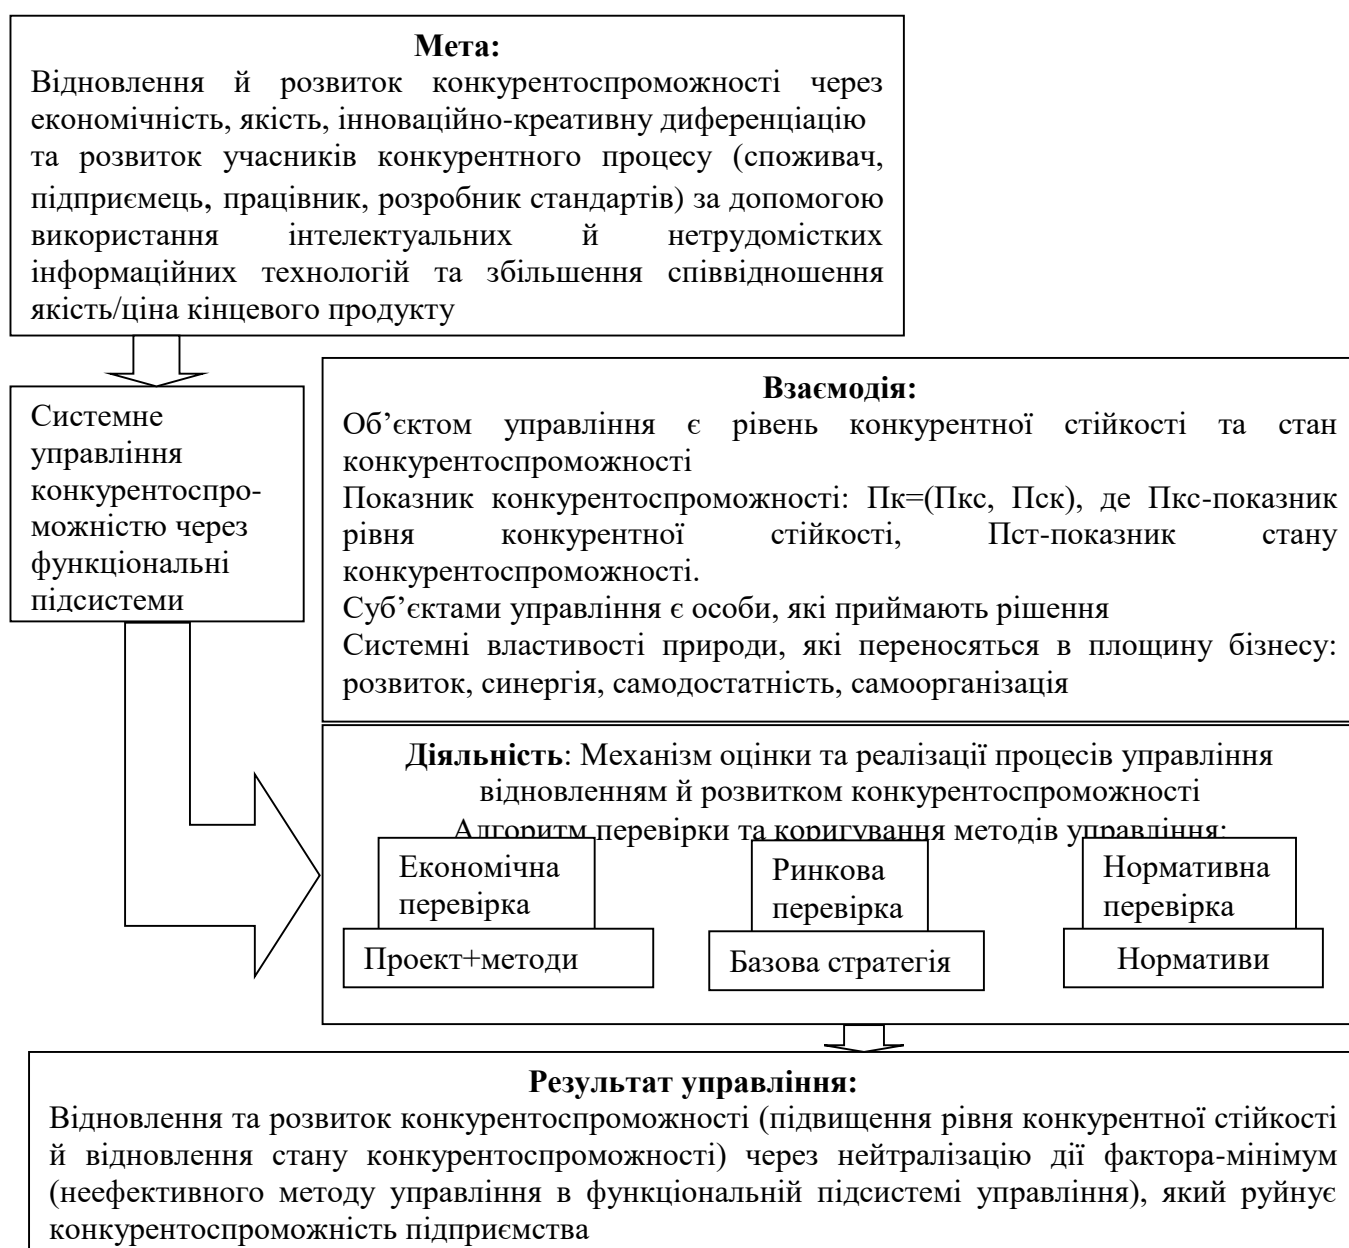 Мета:
Відновлення й розвиток конкурентоспроможності через
економічність, якість, інноваційно-креативну диференціацію
та розвиток учасників конкурентного процесу (споживач,
підприємець, працівник, розробник стандартів) за допомогою
використання інтелектуальних й нетрудомістких
інформаційних технологій та збільшення співвідношення
якість/ціна кінцевого продукту
Системне
управління
конкурентоспро-
можністю через
функціональні
підсистеми
Взаємодія:
Об’єктом управління є рівень конкурентної стійкості та стан
конкурентоспроможності
Показник конкурентоспроможності: Пк=(Пкс, Пск), де Пкс-показник
рівня конкурентної стійкості, Пст-показник стану
конкурентоспроможності.
Суб’єктами управління є особи, які приймають рішення
Системні властивості природи, які переносяться в площину бізнесу:
розвиток, синергія, самодостатність, самоорганізація
Діяльність: Механізм оцінки та реалізації процесів управління
відновленням й розвитком конкурентоспроможності
Алгоритм перевірки та коригування методів управління:
Економічна
перевірка
Проект+методи
Ринкова
перевірка
Базова стратегія
Нормативна
перевірка
Нормативи
Результат управління:
Відновлення та розвиток конкурентоспроможності (підвищення рівня конкурентної стійкості
й відновлення стану конкурентоспроможності) через нейтралізацію дії фактора-мінімум
(неефективного методу управління в функціональній підсистемі управління), який руйнує
конкурентоспроможність підприємства